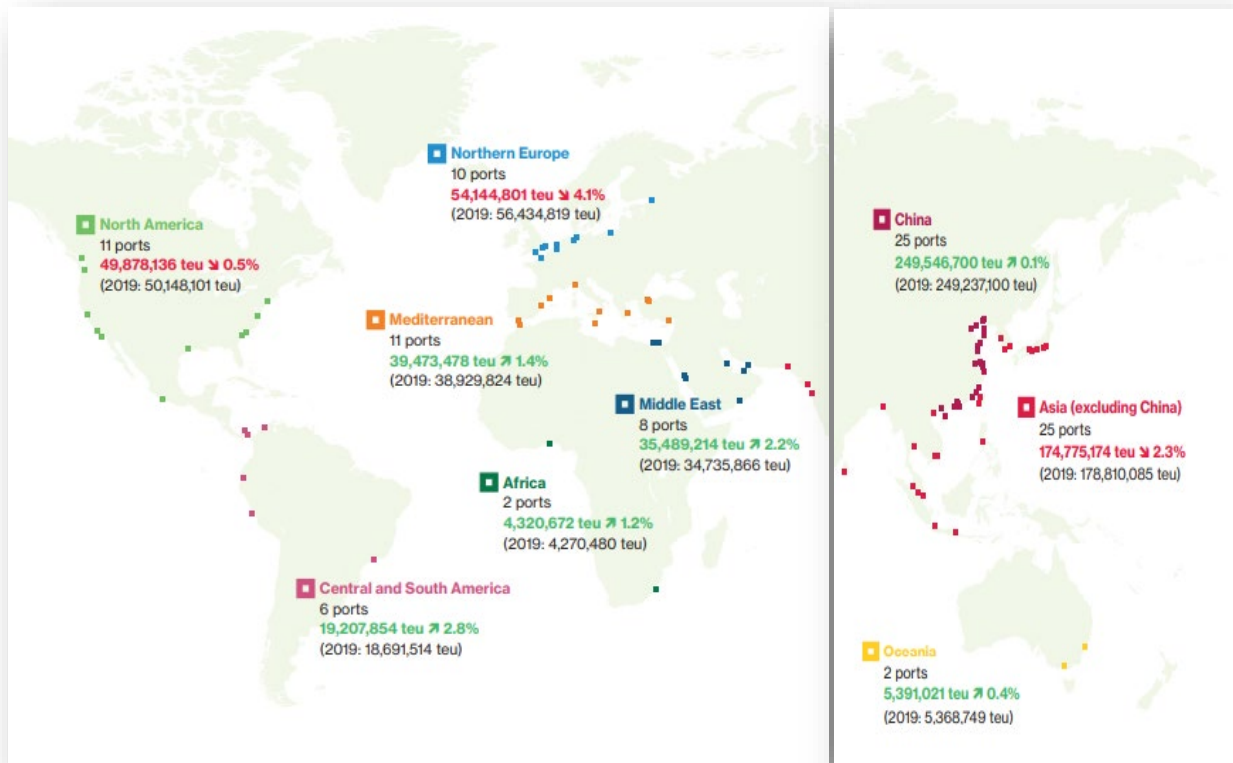 Northern Europe
10 ports
54,144,801 teu ↘ 4.1%
(2019: 56,434,819 teu)
North America
11 ports
49,878,136 teu ↘ 0.5%
(2019: 50,148,101 teu)
Mediterranean
11 ports
39,473,478 teu ↗ 1.4%
(2019: 38,929,824 teu)
Middle East
8 ports
35,489,214 teu ↗ 2.2%
(2019: 34,735,866 teu)
Africa
2 ports
4,320,672 teu ↗ 1.2%
(2019: 4,270,480 teu)
Central and South America
6 ports
19,207,854 teu ↗ 2.8%
(2019: 18,691,514 teu)
China
25 ports
249,546,700 teu ↗ 0.1%
(2019: 249,237,100 teu)
Asia (excluding China)
25 ports
174,775,174 teu ↘ 2.3%
(2019: 178,810,085 teu)
Oceania
2 ports
5,391,021 teu ↗ 0.4%
(2019: 5,368,749 teu)